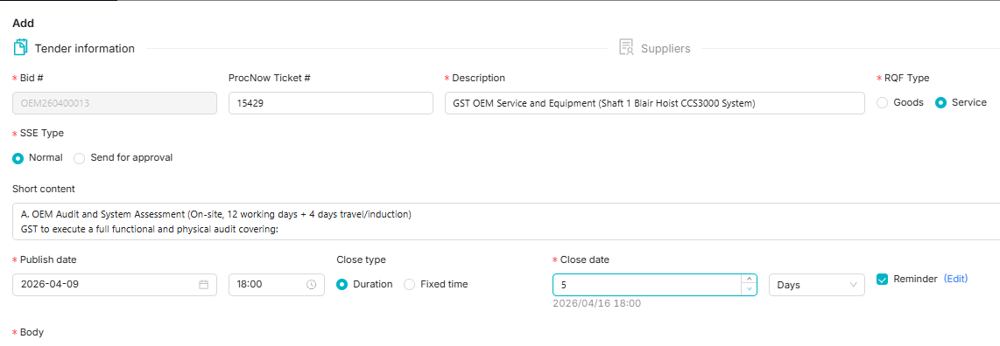 Add
Tender information
Suppliers
* Bid #
ProcNow Ticket #
* Description
* RQF Type
OEM260400013
15429
GST OEM Service and Equipment (Shaft 1 Blair Hoist CCS3000 System)
Goods
Service
* SSE Type
Normal
Send for approval
Short content
A. OEM Audit and System Assessment (On-site, 12 working days + 4 days travel/induction)
GST to execute a full functional and physical audit covering:
* Publish date
Close type
* Close date
2026-04-09
18:00
Duration
Fixed time
5
Days
Reminder (Edit)
2026/04/16 18:00
* Body